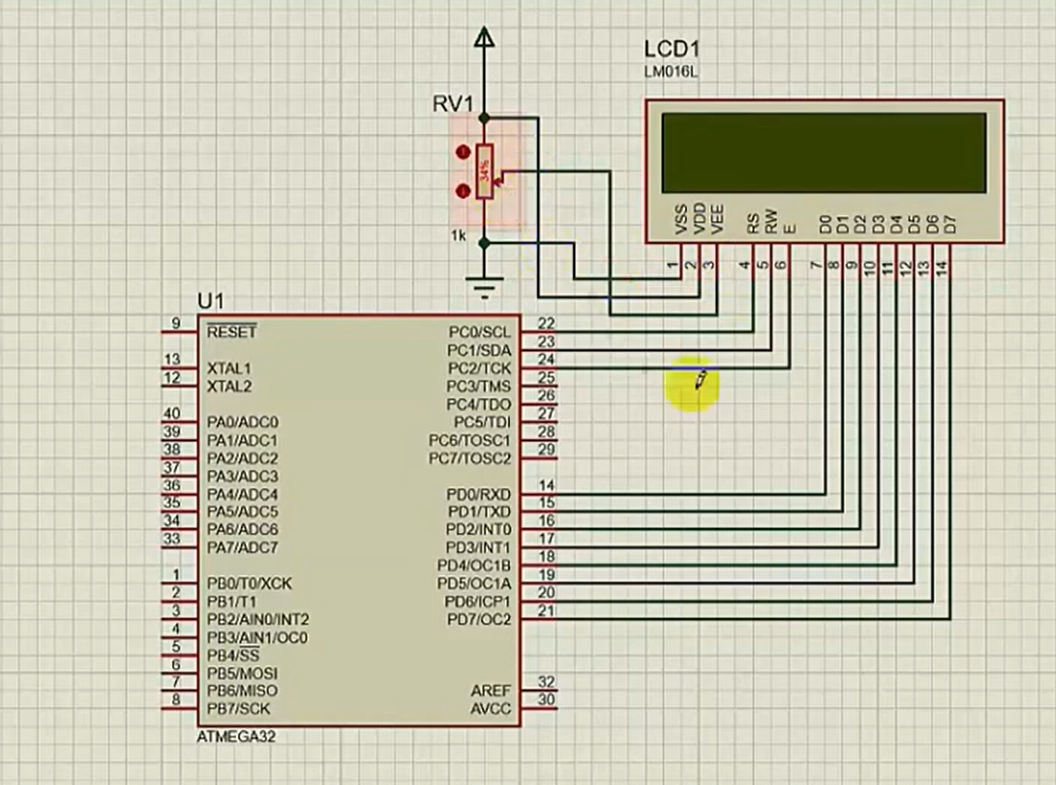 LCD1
LM016L
RV1
34%
1k
VSS
VDD
VEE
RS
RW
E
D0
D1
D2
D3
D4
D5
D6
D7
1
2
3
4
5
6
7
8
9
10
11
12
13
14
U1
9 RESET
13 XTAL1
12 XTAL2
40 PA0/ADC0
39 PA1/ADC1
38 PA2/ADC2
37 PA3/ADC3
36 PA4/ADC4
35 PA5/ADC5
34 PA6/ADC6
33 PA7/ADC7
1 PB0/T0/XCK
2 PB1/T1
3 PB2/AIN0/INT2
4 PB3/AIN1/OC0
5 PB4/SS
6 PB5/MOSI
7 PB6/MISO
8 PB7/SCK
PC0/SCL 22
PC1/SDA 23
PC2/TCK 24
PC3/TMS 25
PC4/TDO 26
PC5/TDI 27
PC6/TOSC1 28
PC7/TOSC2 29
PD0/RXD 14
PD1/TXD 15
PD2/INT0 16
PD3/INT1 17
PD4/OC1B 18
PD5/OC1A 19
PD6/ICP1 20
PD7/OC2 21
AREF 32
AVCC 30
ATMEGA32